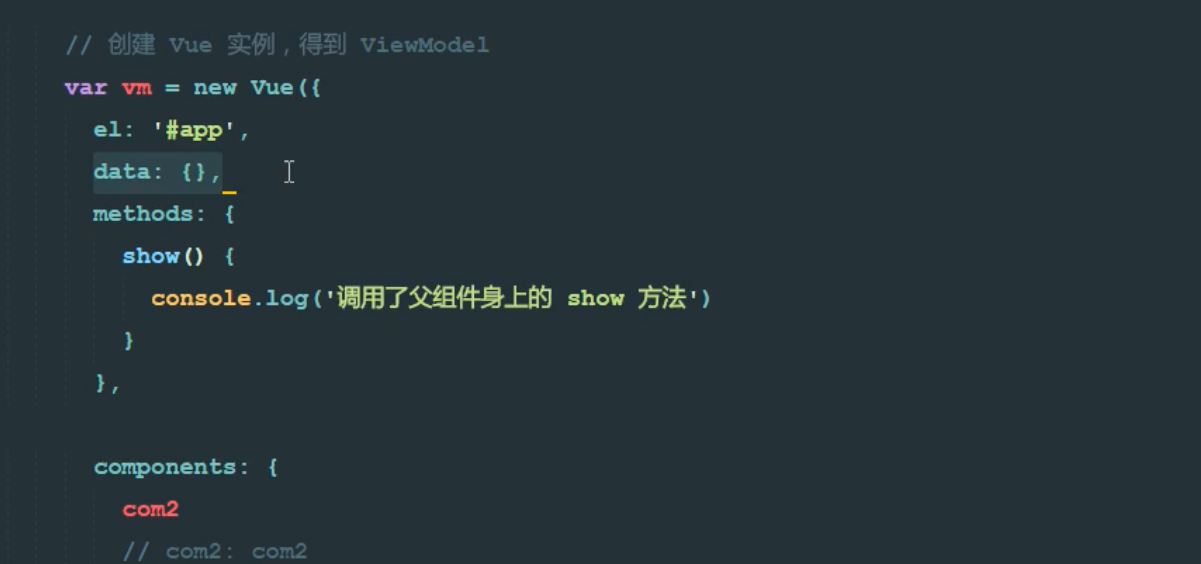 // 创建 Vue 实例，得到 ViewModel
var vm = new Vue({
el: '#app',
data: {},
methods: {
show() {
console.log('调用了父组件身上的 show 方法')
}
},
components: {
com2
// com2: com2